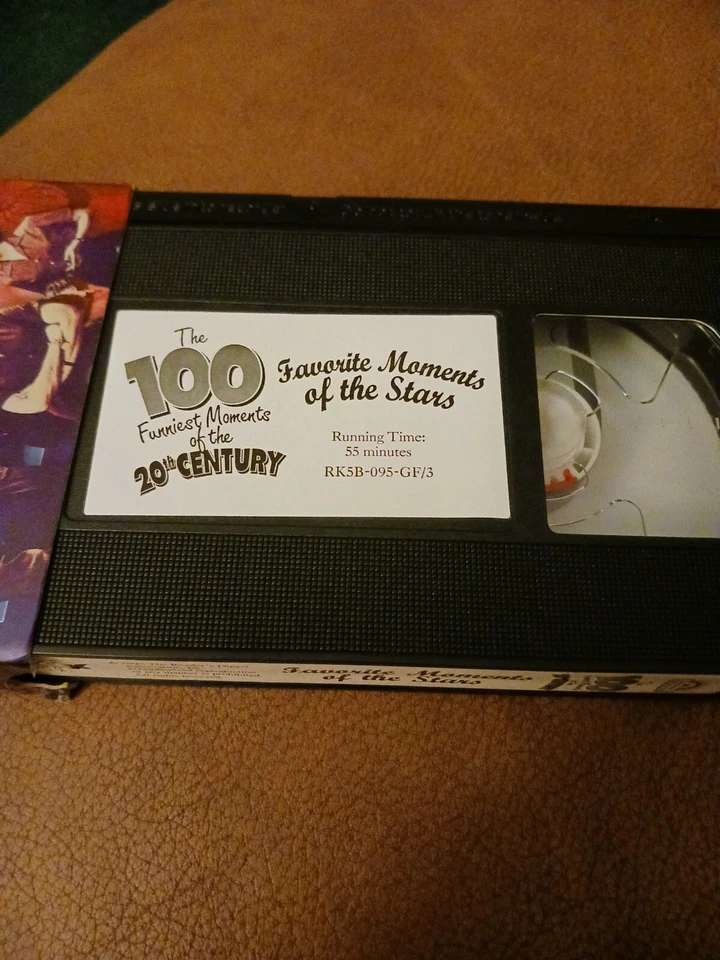 The
100
Funniest Moments
of the
20th CENTURY
Favorite Moments
of the Stars
Running Time:
55 minutes
RK5B-095-GF/3
Favorite Moments
of the Stars